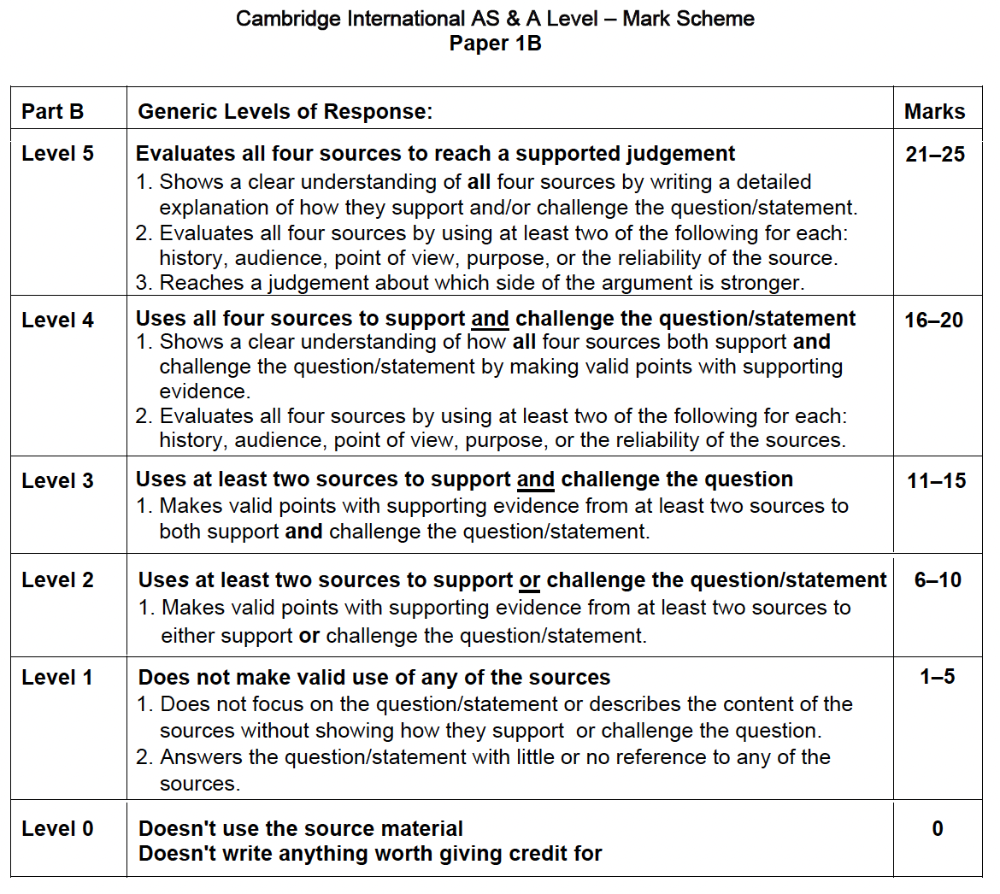 Cambridge International AS & A Level – Mark Scheme
Paper 1B
Part B Generic Levels of Response: Marks
Level 5 Evaluates all four sources to reach a supported judgement 21–25
1. Shows a clear understanding of all four sources by writing a detailed
explanation of how they support and/or challenge the question/statement.
2. Evaluates all four sources by using at least two of the following for each:
history, audience, point of view, purpose, or the reliability of the source.
3. Reaches a judgement about which side of the argument is stronger.
Level 4 Uses all four sources to support and challenge the question/statement 16–20
1. Shows a clear understanding of how all four sources both support and
challenge the question/statement by making valid points with supporting
evidence.
2. Evaluates all four sources by using at least two of the following for each:
history, audience, point of view, purpose, or the reliability of the sources.
Level 3 Uses at least two sources to support and challenge the question 11–15
1. Makes valid points with supporting evidence from at least two sources to
both support and challenge the question/statement.
Level 2 Uses at least two sources to support or challenge the question/statement 6–10
1. Makes valid points with supporting evidence from at least two sources to
either support or challenge the question/statement.
Level 1 Does not make valid use of any of the sources 1–5
1. Does not focus on the question/statement or describes the content of the
sources without showing how they support or challenge the question.
2. Answers the question/statement with little or no reference to any of the
sources.
Level 0 Doesn't use the source material 0
Doesn't write anything worth giving credit for